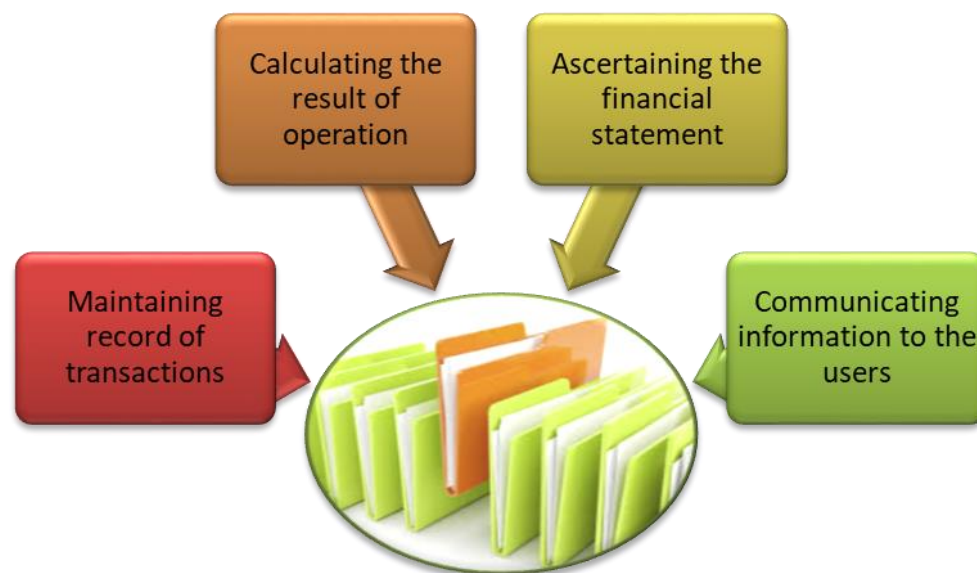 Calculating the
result of
operation
Ascertaining the
financial
statement
Maintaining
record of
transactions
Communicating
information to the
users